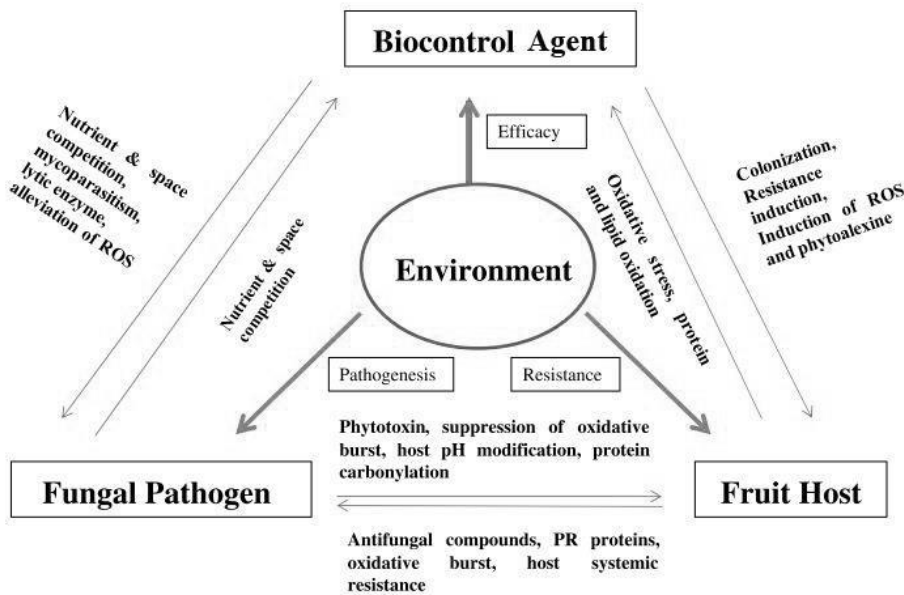 Biocontrol Agent
Efficacy
Nutrient & space
competition,
mycoparasitism,
lytic enzyme,
alleviation of ROS
Nutrient & space
competition
Environment
Oxidative stress, protein
and lipid oxidation
Colonization,
Resistance
induction,
Induction of ROS
and phytoalexine
Pathogenesis
Resistance
Phytotoxin, suppression of oxidative
burst, host pH modification, protein
carbonylation
Fungal Pathogen
Fruit Host
Antifungal compounds, PR proteins,
oxidative burst, host systemic
resistance